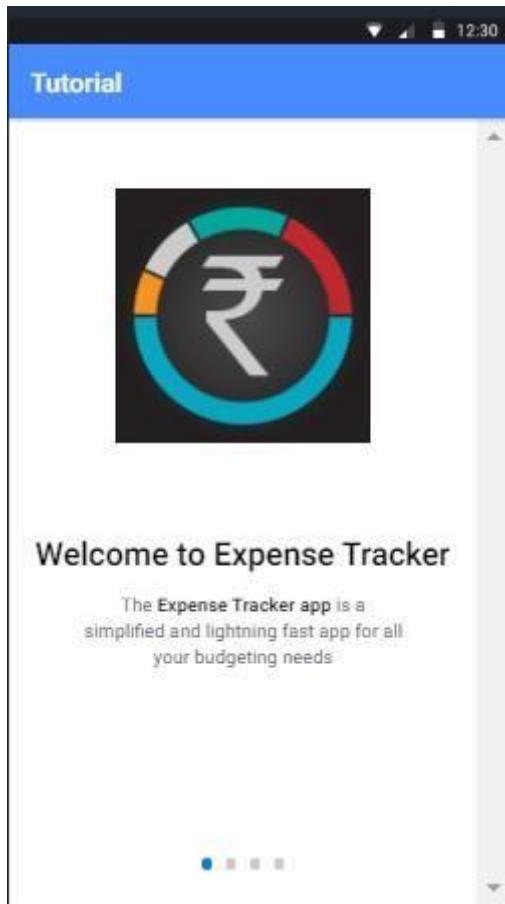 12:30
Tutorial
₹
Welcome to Expense Tracker
The Expense Tracker app is a
simplified and lightning fast app for all
your budgeting needs